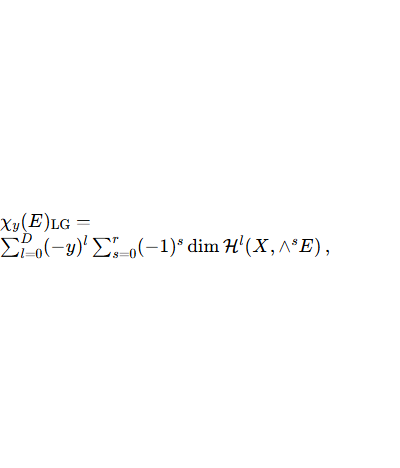 χ_y(E)_LG =
∑_{l=0}^{D}(−y)^l ∑_{s=0}^{r}(−1)^s dim ℋ^l(X, ∧^s E) ,